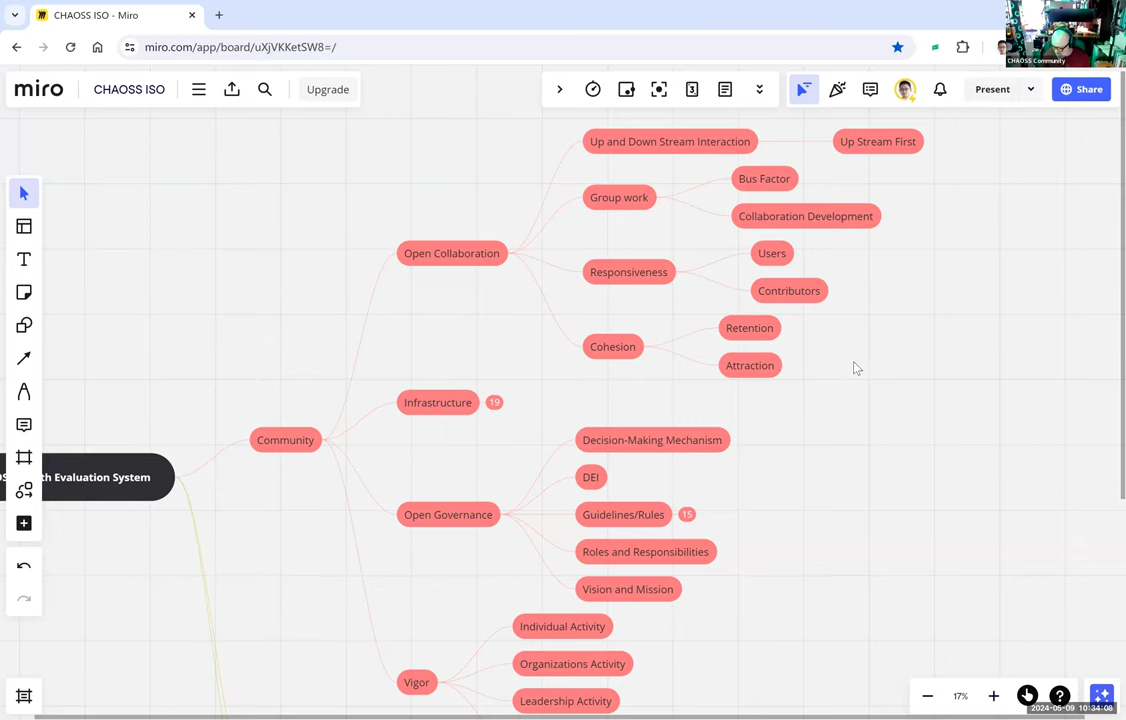 CHAOSS ISO - Miro
miro.com/app/board/uXjVKKetSW8=/
CHAOSS Community
miro
CHAOSS ISO
Upgrade
3
Present
Share
Up and Down Stream Interaction
Up Stream First
Bus Factor
Group work
Collaboration Development
Open Collaboration
Users
Responsiveness
Contributors
Retention
Cohesion
Attraction
Infrastructure
19
Community
Decision-Making Mechanism
th Evaluation System
DEI
Open Governance
Guidelines/Rules
15
Roles and Responsibilities
Vision and Mission
Individual Activity
Organizations Activity
Vigor
Leadership Activity
17%
2024-05-09 10:34:08